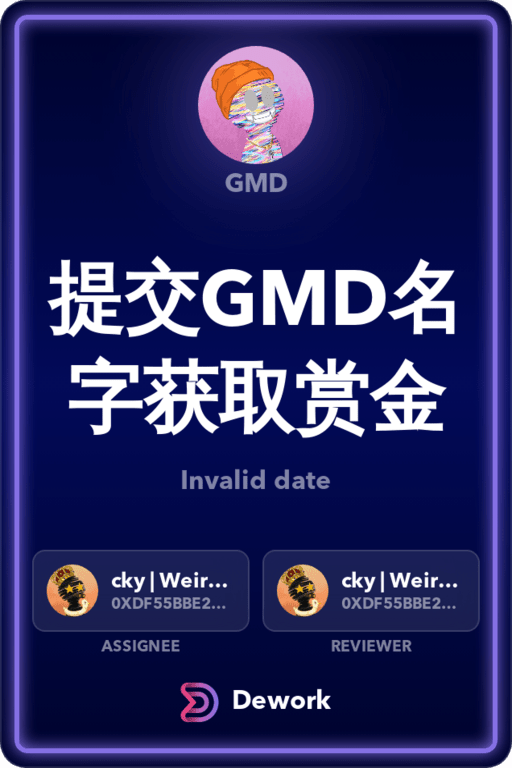 GMD
提交GMD名
字获取赏金
Invalid date
cky | Weir...
0XDF55BBE2...
cky | Weir...
0XDF55BBE2...
ASSIGNEE
REVIEWER
Dework